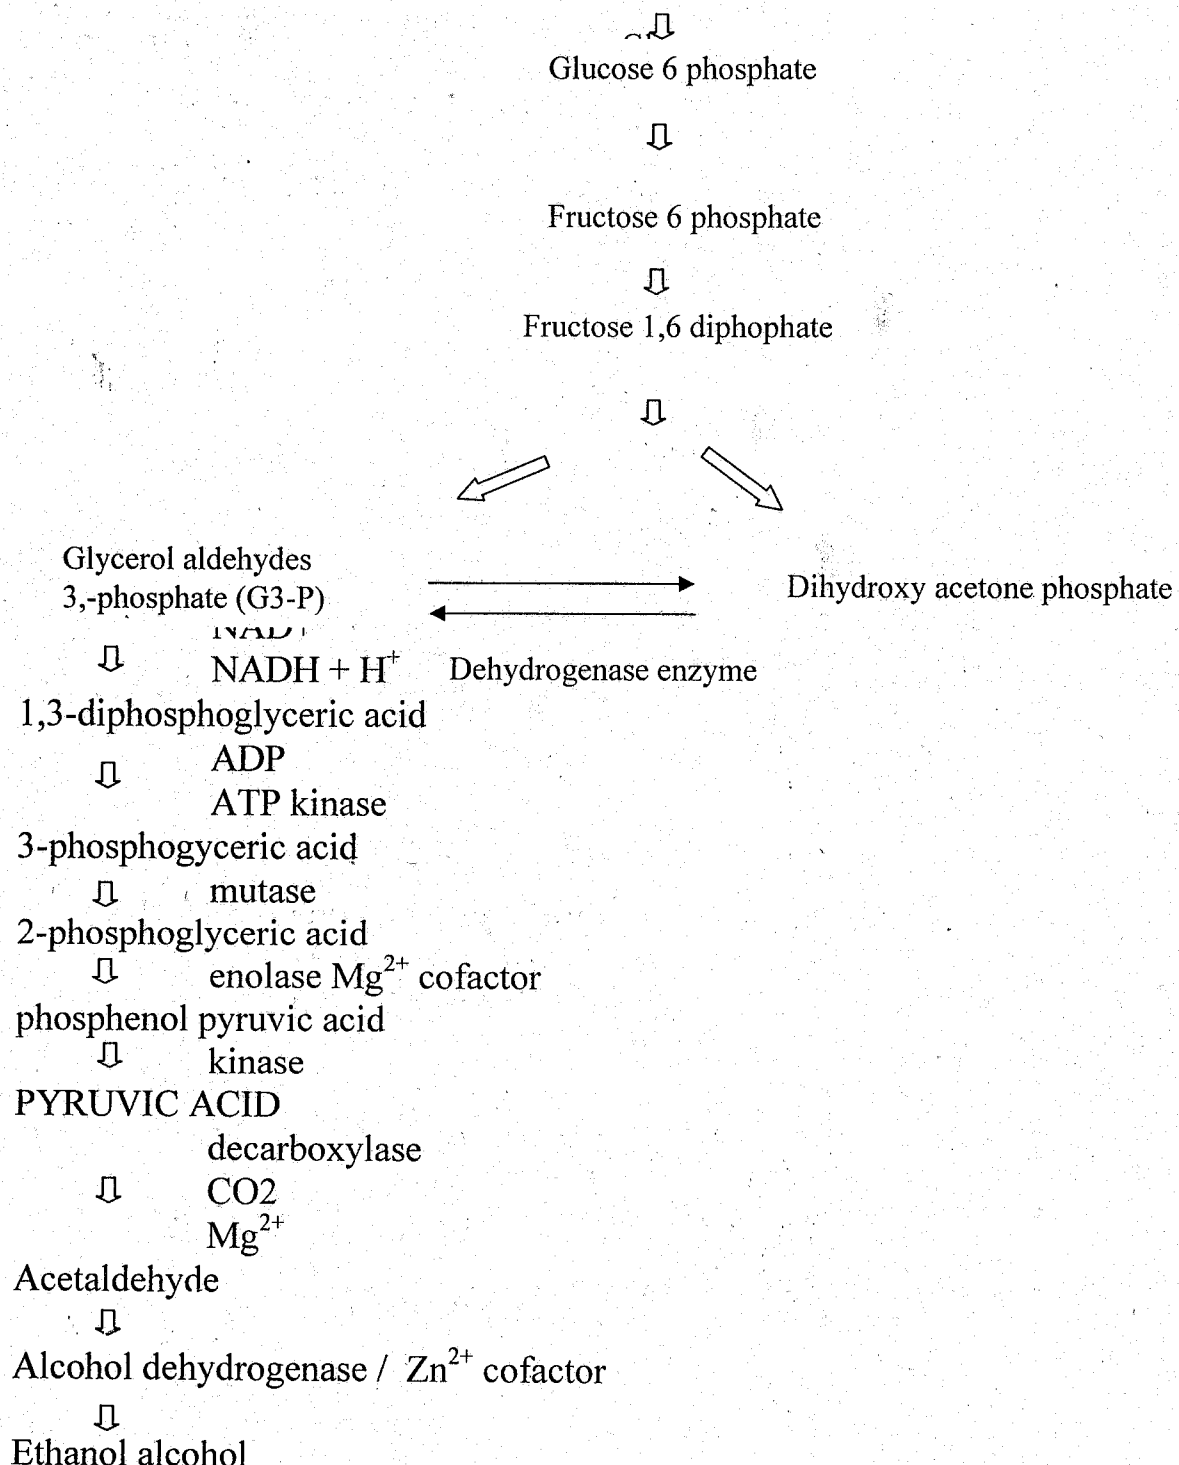 Glucose 6 phosphate
Fructose 6 phosphate
Fructose 1,6 diphophate
Glycerol aldehydes
3,-phosphate (G3-P)
Dihydroxy acetone phosphate
NADH + H⁺ Dehydrogenase enzyme
1,3-diphosphoglyceric acid
ADP
ATP kinase
3-phosphogyceric acid
mutase
2-phosphoglyceric acid
enolase Mg²⁺ cofactor
phosphenol pyruvic acid
kinase
PYRUVIC ACID
decarboxylase
CO2
Mg²⁺
Acetaldehyde
Alcohol dehydrogenase / Zn²⁺ cofactor
Ethanol alcohol